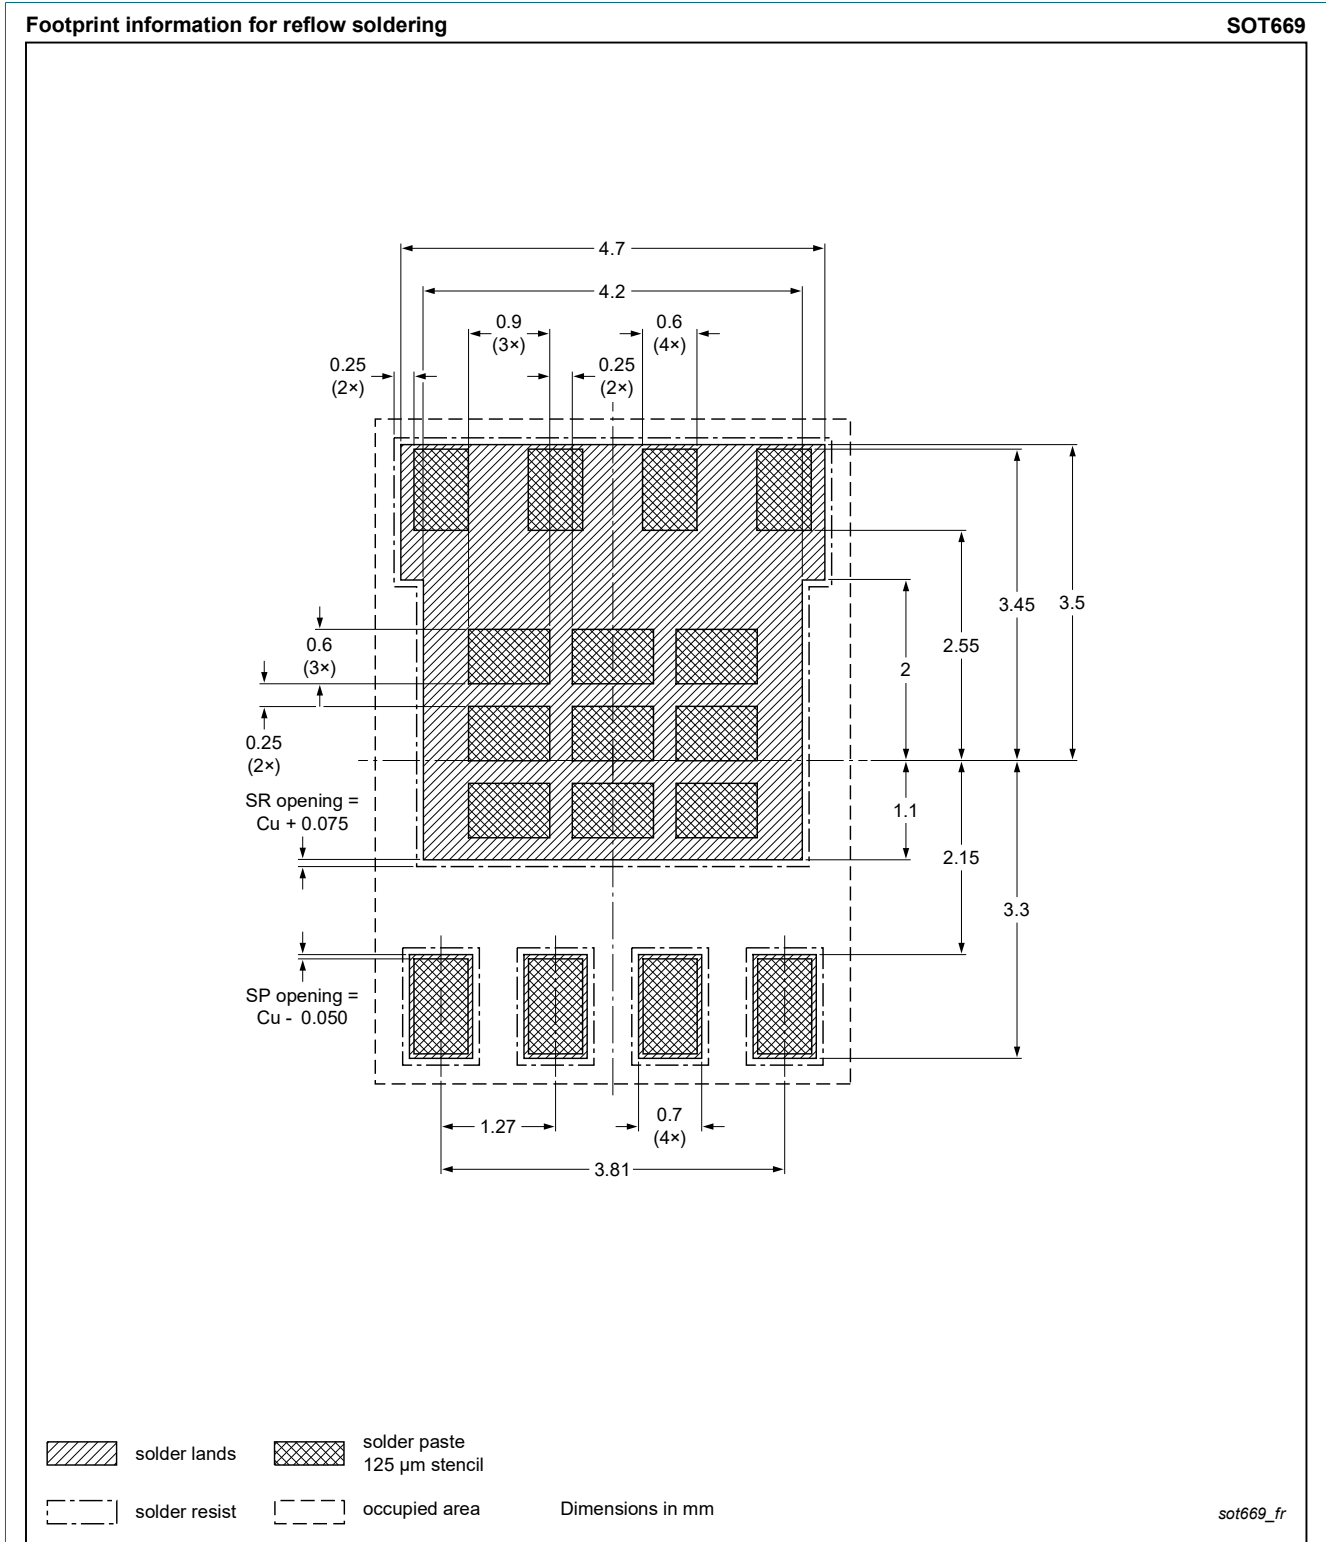 Footprint information for reflow soldering
SOT669
4.7
4.2
0.9
(3×)
0.6
(4×)
0.25
(2×)
0.25
(2×)
3.45
3.5
2.55
2
0.6
(3×)
0.25
(2×)
SR opening =
Cu + 0.075
1.1
2.15
3.3
SP opening =
Cu - 0.050
1.27
0.7
(4×)
3.81
solder lands
solder paste
125 µm stencil
solder resist
occupied area
Dimensions in mm
sot669_fr